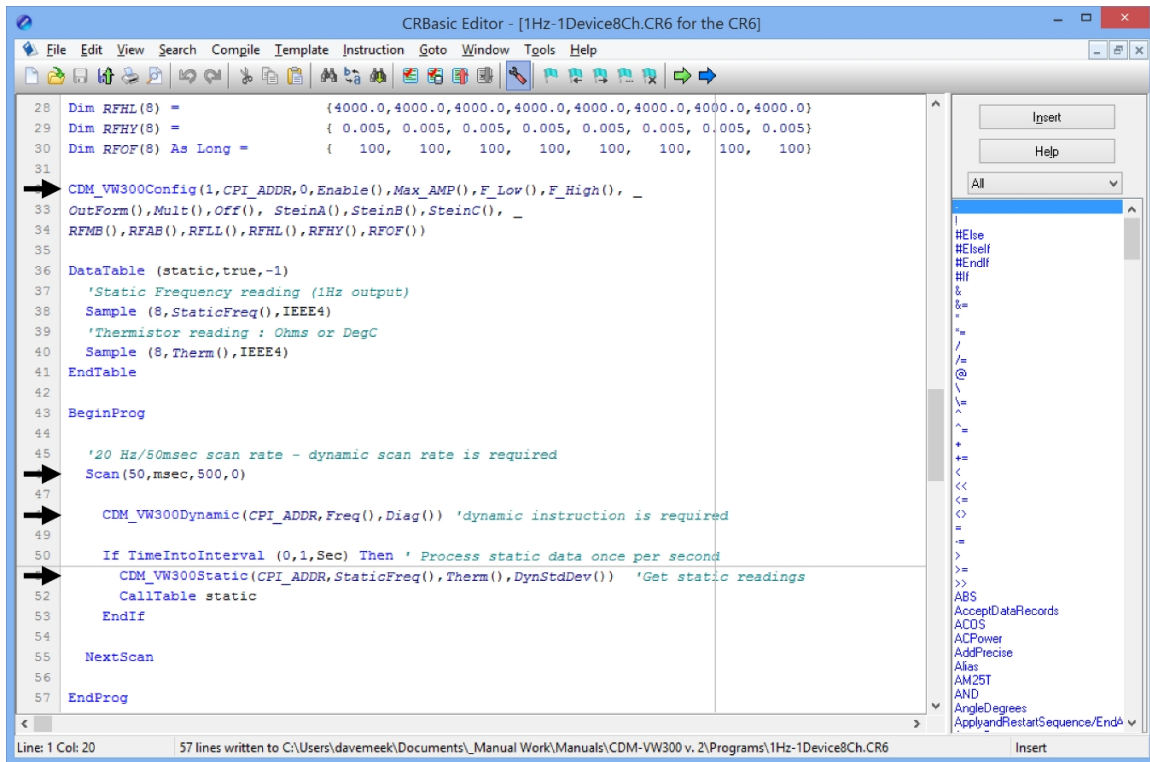 CRBasic Editor - [1Hz-1Device8Ch.CR6 for the CR6]
File Edit View Search Compile Template Instruction Goto Window Tools Help
28 Dim RFHL(8) = {4000.0,4000.0,4000.0,4000.0,4000.0,4000.0,4000.0,4000.0}
29 Dim RFHY(8) = { 0.005, 0.005, 0.005, 0.005, 0.005, 0.005, 0.005, 0.005}
30 Dim RFOF(8) As Long = { 100, 100, 100, 100, 100, 100, 100, 100}
31
CDM_VW300Config(1,CPI_ADDR,0,Enable(),Max_AMP(),F_Low(),F_High(), _
33 OutForm(),Mult(),Off(), SteinA(),SteinB(),SteinC(), _
34 RFMB(),RFAB(),RFLL(),RFHL(),RFHY(),RFOF())
35
36 DataTable (static,true,-1)
37 'Static Frequency reading (1Hz output)
38 Sample (8,StaticFreq(),IEEE4)
39 'Thermistor reading : Ohms or DegC
40 Sample (8,Therm(),IEEE4)
41 EndTable
42
43 BeginProg
44
45 '20 Hz/50msec scan rate - dynamic scan rate is required
Scan(50,msec,500,0)
47
CDM_VW300Dynamic(CPI_ADDR,Freq(),Diag()) 'dynamic instruction is required
49
50 If TimeIntoInterval (0,1,Sec) Then ' Process static data once per second
CDM_VW300Static(CPI_ADDR,StaticFreq(),Therm(),DynStdDev()) 'Get static readings
52 CallTable static
53 EndIf
54
55 NextScan
56
57 EndProg
Insert
Help
All
-
!
#Else
#ElseIf
#EndIf
#If
&
&=
*
*=
/
/=
@
\
\=
^
^=
+
+=
<
<<
<=
<>
=
-=
>
>=
>>
ABS
AcceptDataRecords
ACOS
ACPower
AddPrecise
Alias
AM25T
AND
AngleDegrees
ApplyandRestartSequence/EndA
Line: 1 Col: 20 57 lines written to C:\Users\davemeek\Documents\_Manual Work\Manuals\CDM-VW300 v. 2\Programs\1Hz-1Device8Ch.CR6 Insert